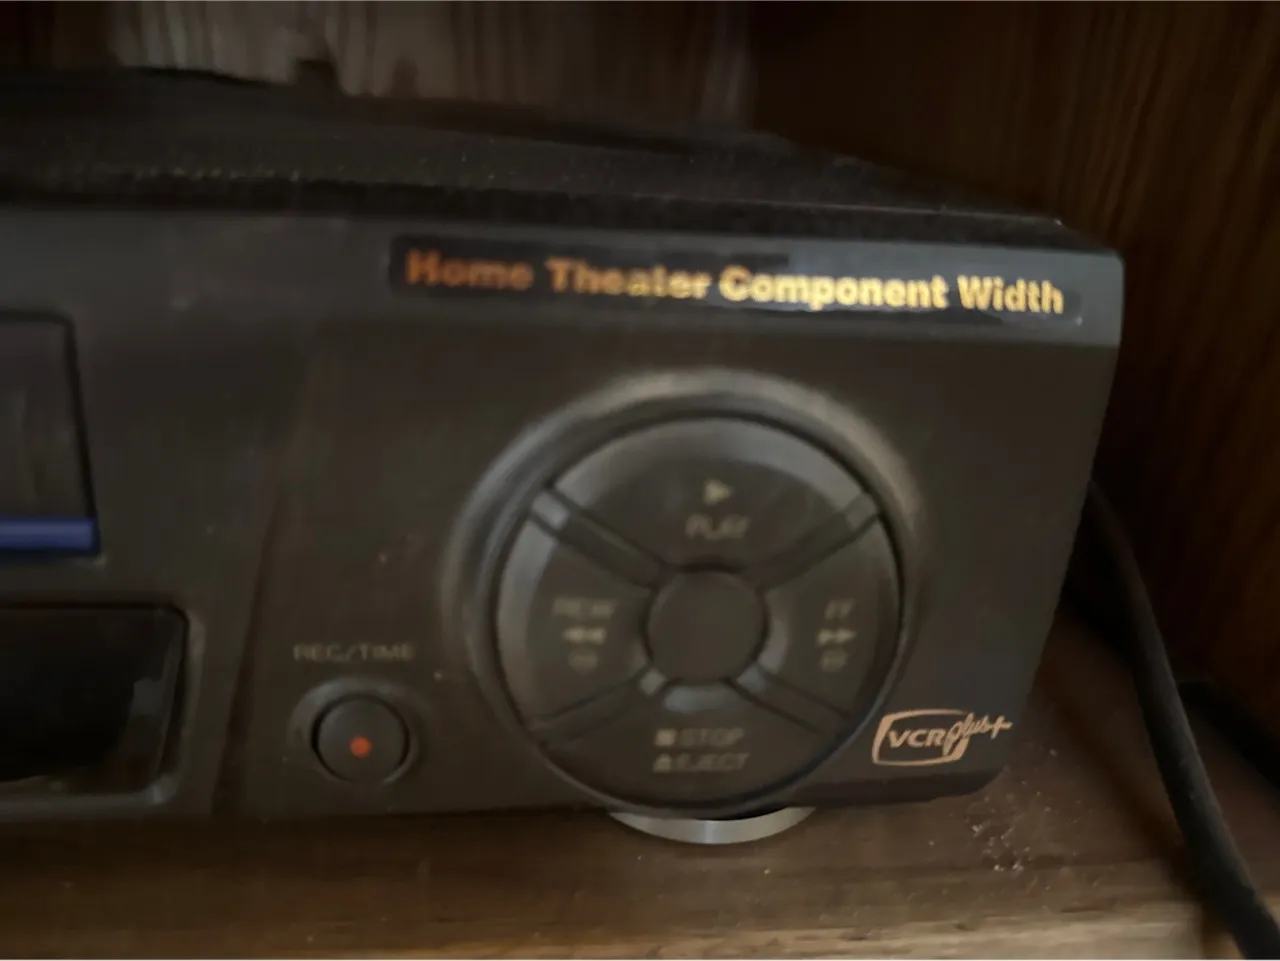 Home Theater Component Width
PLAY
REW
FF
REC/TIME
STOP
EJECT
VCR plus+